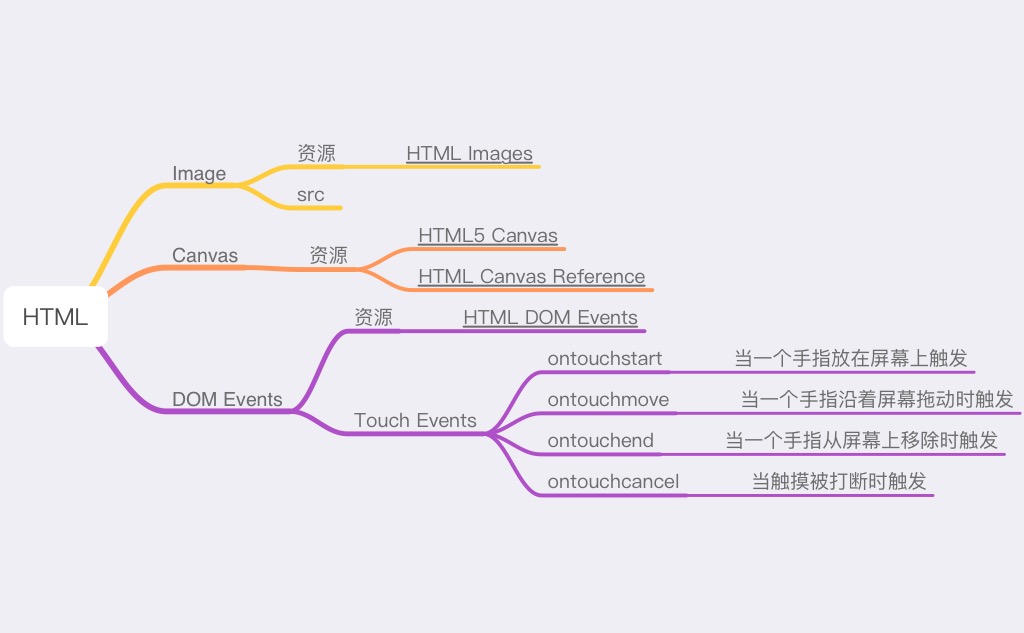 HTML
Image
资源
HTML Images
src
Canvas
资源
HTML5 Canvas
HTML Canvas Reference
DOM Events
资源
HTML DOM Events
Touch Events
ontouchstart
当一个手指放在屏幕上触发
ontouchmove
当一个手指沿着屏幕拖动时触发
ontouchend
当一个手指从屏幕上移除时触发
ontouchcancel
当触摸被打断时触发